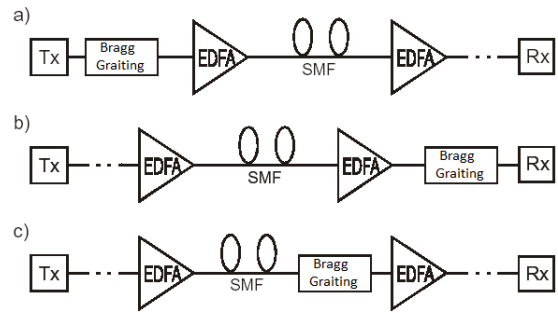 a)
Tx Bragg Graiting EDFA SMF EDFA Rx
b)
Tx EDFA SMF EDFA Bragg Graiting Rx
c)
Tx EDFA SMF Bragg Graiting EDFA Rx